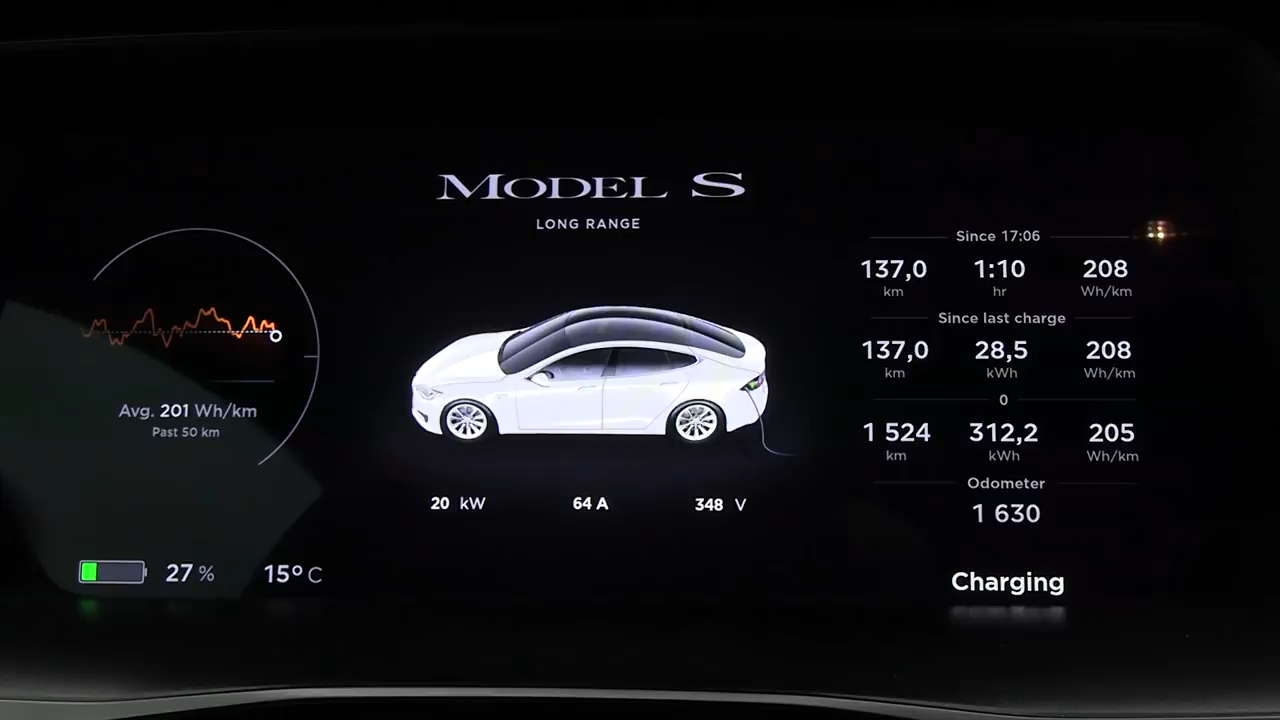 MODEL S
LONG RANGE
Avg. 201 Wh/km
Past 50 km
27 %
15° C
20 kW 64 A 348 V
Since 17:06
137,0 1:10 208
km hr Wh/km
Since last charge
137,0 28,5 208
km kWh Wh/km
0
1 524 312,2 205
km kWh Wh/km
Odometer
1 630
Charging